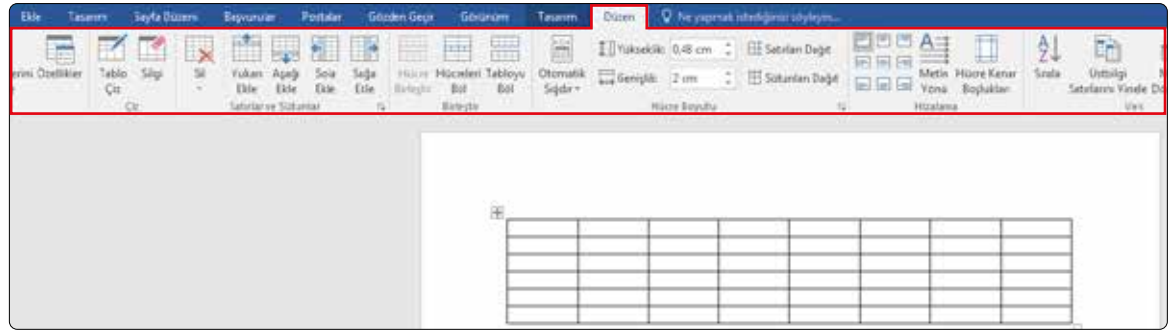 Ekle Tasarım Sayfa Düzeni Başvurular Postalar Gözden Geçir Görünüm Tasarım Düzen Ne yapmak istediğinizi söyleyin...
Özellikler
Tablo Çiz
Silgi
Çiz
Sil
Yukarı Ekle
Aşağı Ekle
Sola Ekle
Sağa Ekle
Satırlar ve Sütunlar
Hücre Birleştir
Hücreleri Böl
Tabloyu Böl
Birleştir
Otomatik Sığdır
Yükseklik: 0,48 cm
Genişlik: 2 cm
Satırları Dağıt
Sütunları Dağıt
Hücre Boyutu
Metin Yönü
Hücre Kenar Boşlukları
Hizalama
Sırala
Üstbilgi
Satırlarını Yinele
Veri